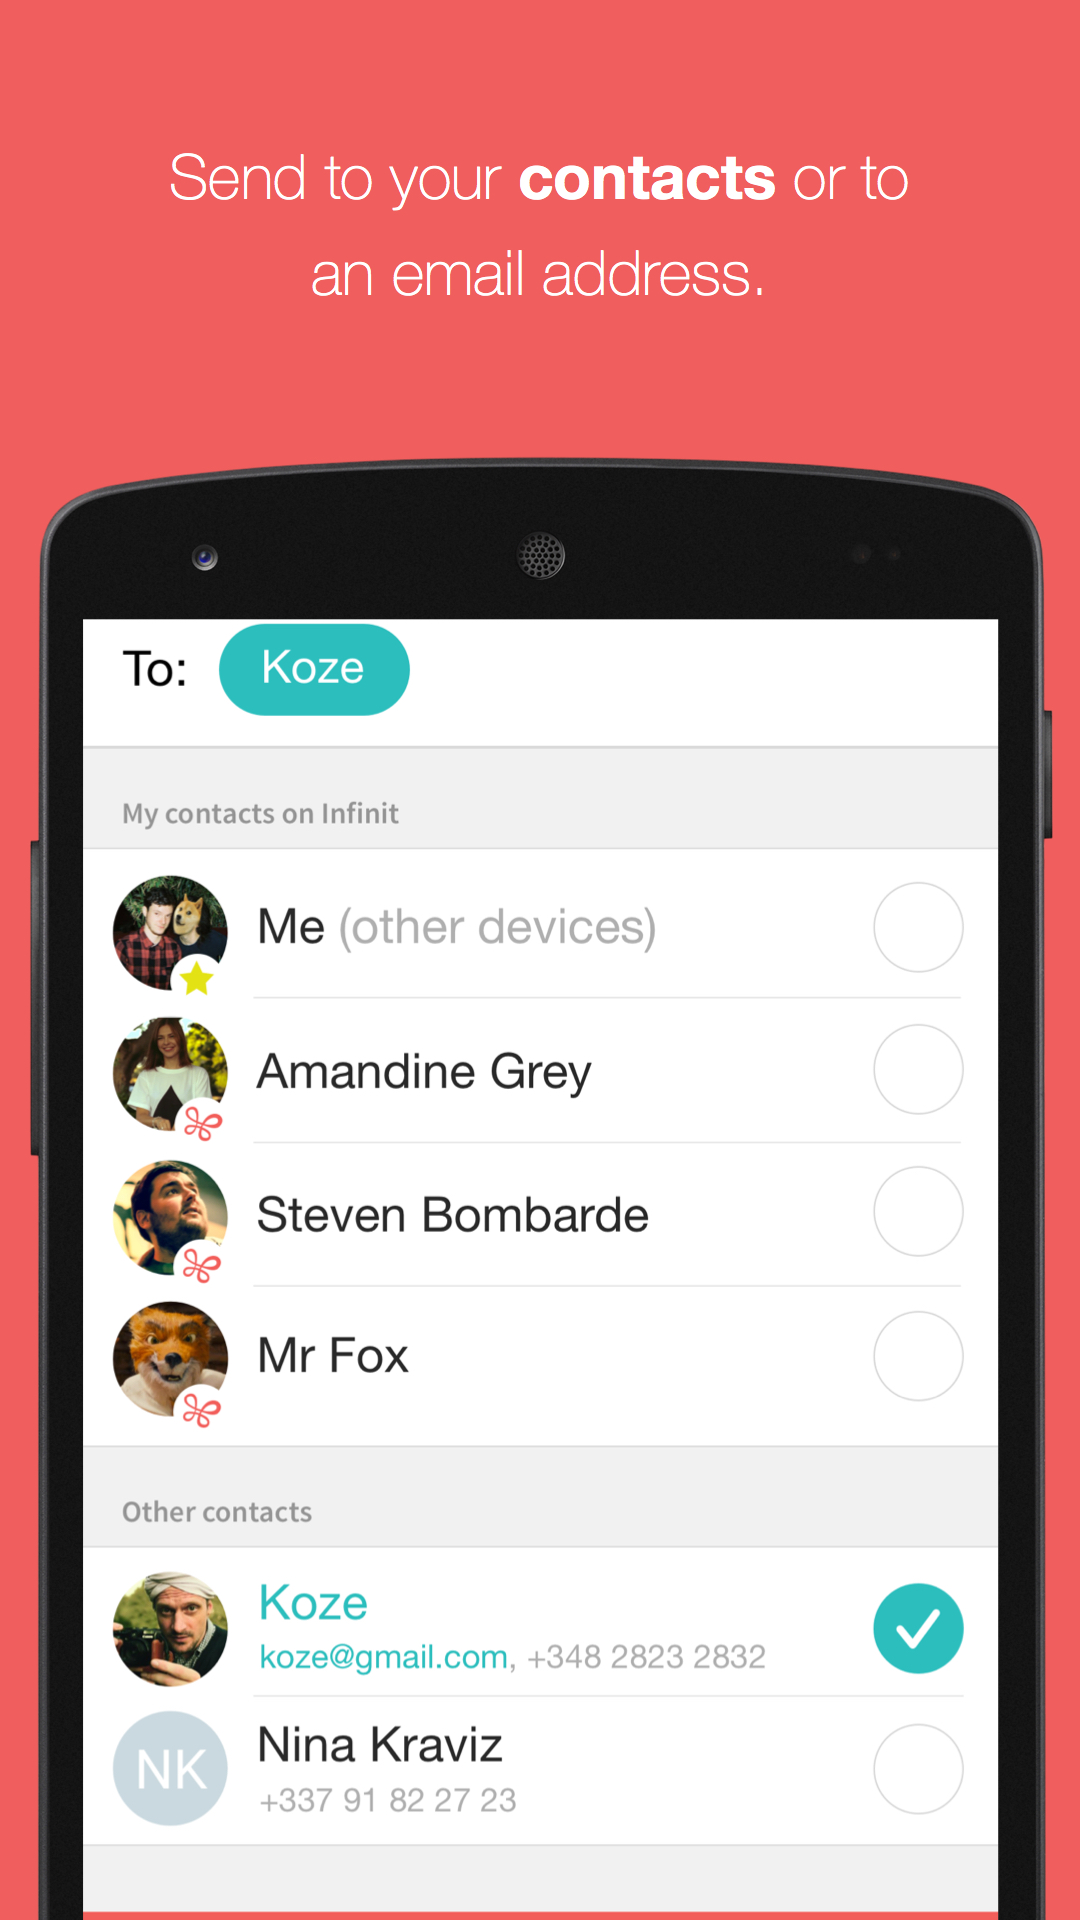 Send to your contacts or to
an email address.
To: Koze
My contacts on Infinit
Me (other devices)
Amandine Grey
Steven Bombarde
Mr Fox
Other contacts
Koze
koze@gmail.com, +348 2823 2832
NK
Nina Kraviz
+337 91 82 27 23